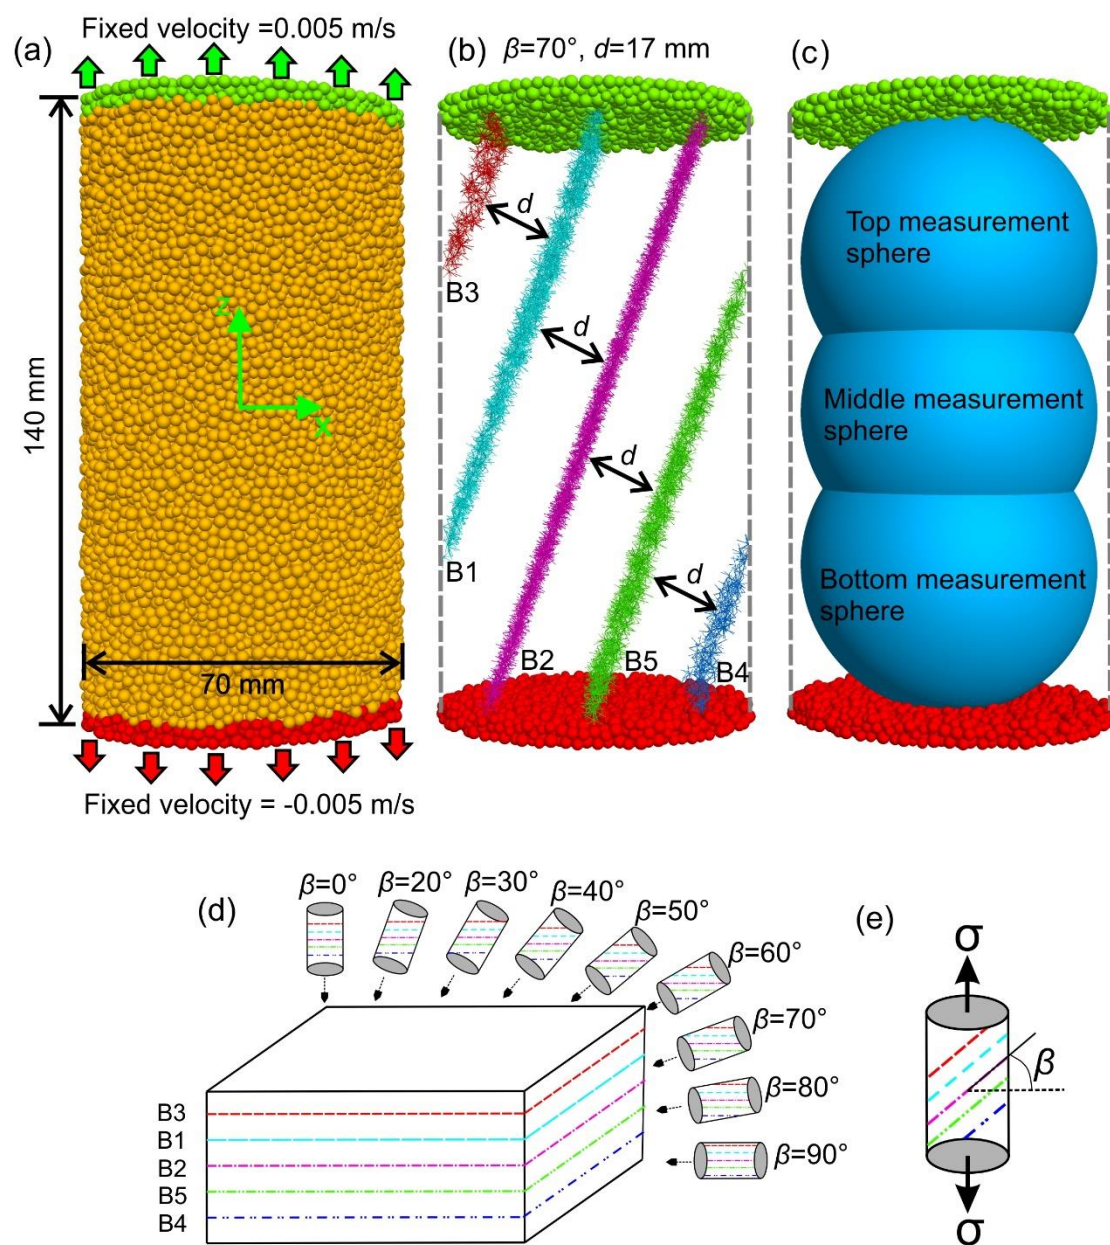 (a)
Fixed velocity =0.005 m/s
z
x
140 mm
70 mm
Fixed velocity = -0.005 m/s
(b)
β=70°, d=17 mm
d
B3
d
B1
d
d
B2
B5
B4
(c)
Top measurement
sphere
Middle measurement
sphere
Bottom measurement
sphere
(d)
β=0°
β=20°
β=30°
β=40°
β=50°
β=60°
β=70°
β=80°
β=90°
B3
B1
B2
B5
B4
(e)
σ
β
σ